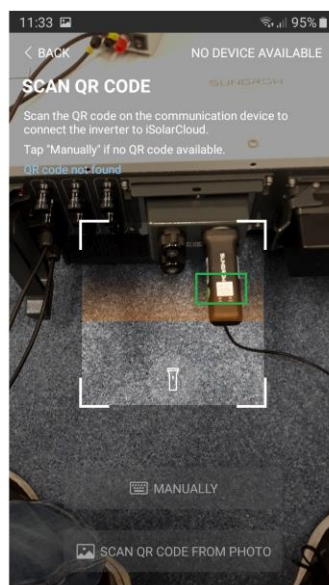 11:33
95%
BACK
NO DEVICE AVAILABLE
SUNGROW
SCAN QR CODE
Scan the QR code on the communication device to
connect the inverter to iSolarCloud.
Tap "Manually" if no QR code available.
QR code not found
MANUALLY
SCAN QR CODE FROM PHOTO